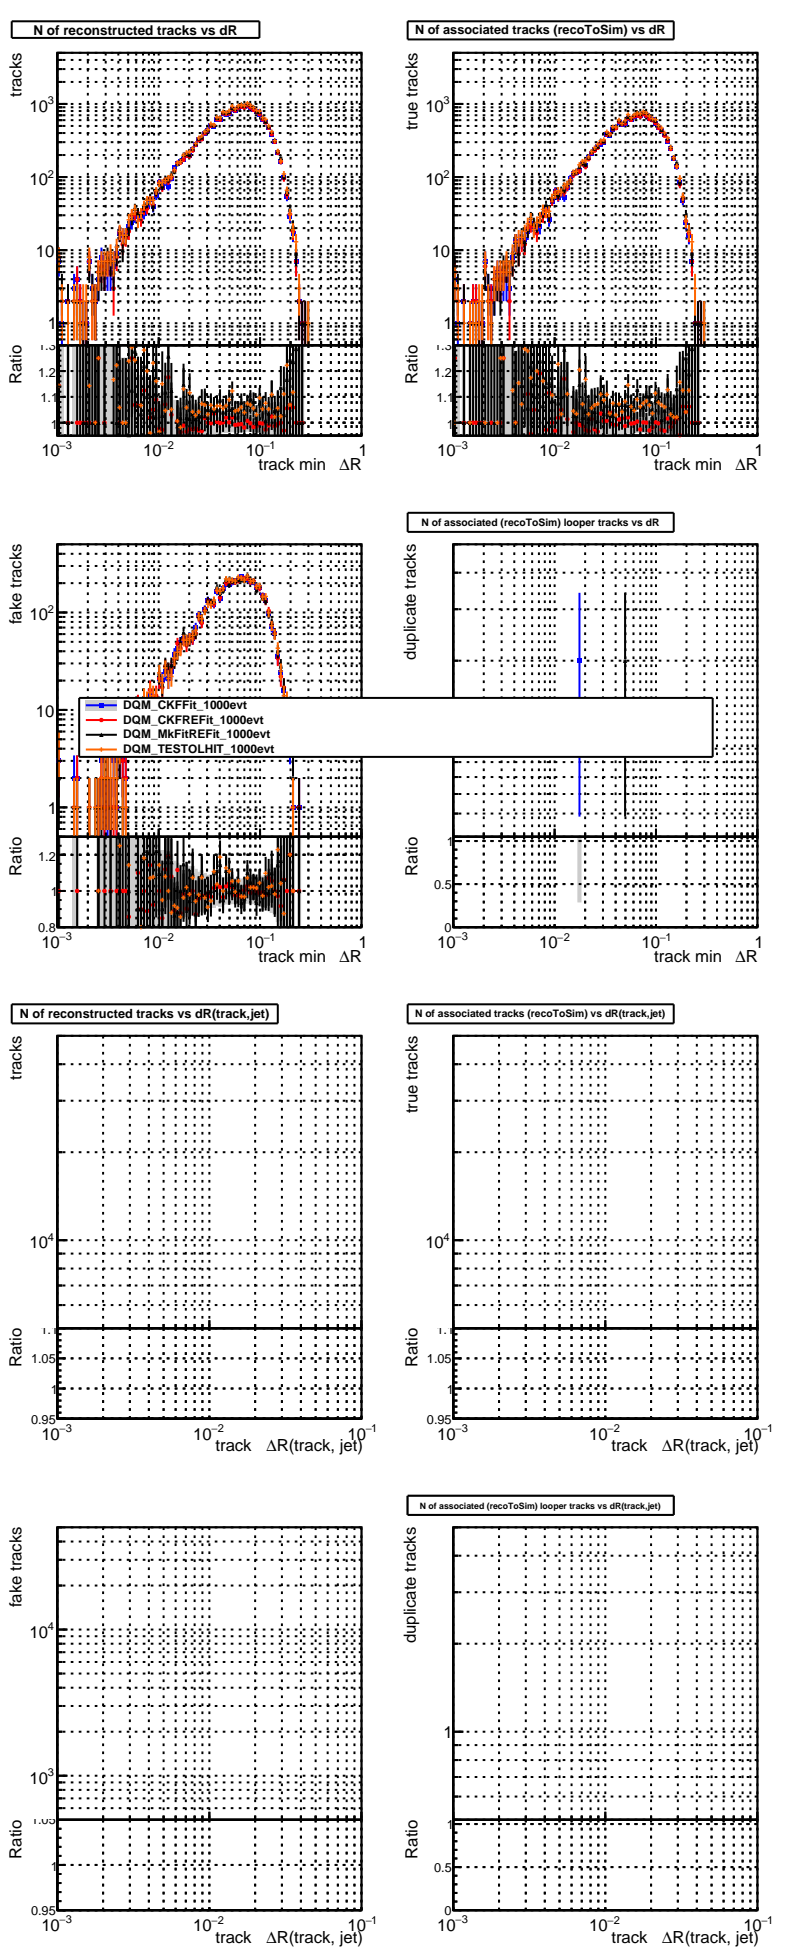 N of reconstructed tracks vs dR
N of associated tracks (recoToSim) vs dR
tracks
10³
10²
10
1
Ratio
1.3
1.2
1.1
1
10⁻³ 10⁻² 10⁻¹ 1
track min ΔR
true tracks
10³
10²
10
1
Ratio
1.3
1.2
1.1
1
10⁻³ 10⁻² 10⁻¹ 1
track min ΔR
N of associated (recoToSim) looper tracks vs dR
fake tracks
10²
10
1
Ratio
1.2
1
0.8
10⁻³ 10⁻² 10⁻¹ 1
track min ΔR
duplicate tracks
Ratio
1
0.5
0
10⁻³ 10⁻² 10⁻¹ 1
track min ΔR
DQM_CKFFit_1000evt
DQM_CKFREFit_1000evt
DQM_MkFitREFit_1000evt
DQM_TESTOLHIT_1000evt
N of reconstructed tracks vs dR(track,jet)
N of associated tracks (recoToSim) vs dR(track,jet)
tracks
10⁴
Ratio
1.1
1.05
1
0.95
10⁻³ 10⁻² 10⁻¹
track ΔR(track, jet)
true tracks
10⁴
Ratio
1.1
1.05
1
0.95
10⁻³ 10⁻² 10⁻¹
track ΔR(track, jet)
N of associated (recoToSim) looper tracks vs dR(track,jet)
fake tracks
10⁴
10³
Ratio
1.05
1
0.95
10⁻³ 10⁻² 10⁻¹
track ΔR(track, jet)
duplicate tracks
1
Ratio
1
0.5
0
10⁻³ 10⁻² 10⁻¹
track ΔR(track, jet)